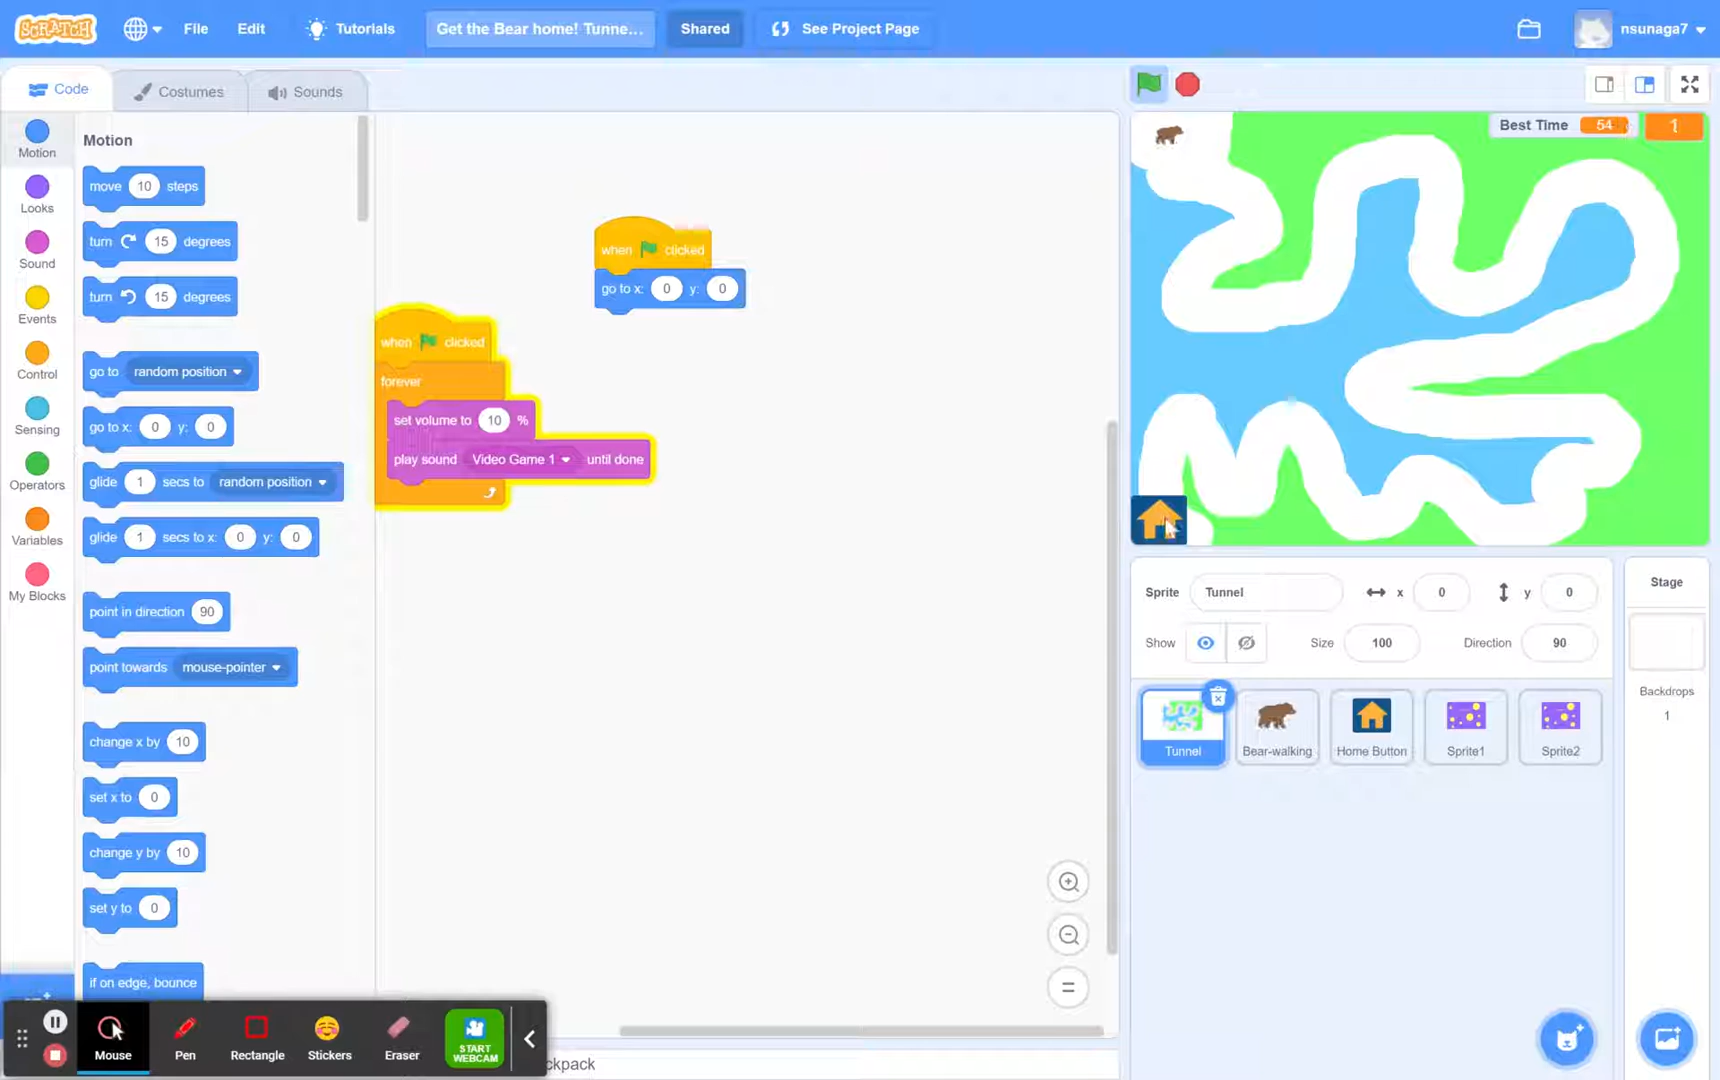 SCRATCH File Edit Tutorials Get the Bear home! Tunne... Shared See Project Page nsunaga7
Code Costumes Sounds
Motion
Looks
Sound
Events
Control
Sensing
Operators
Variables
My Blocks
Motion
move 10 steps
turn 15 degrees
turn 15 degrees
go to random position
go to x: 0 y: 0
glide 1 secs to random position
glide 1 secs to x: 0 y: 0
point in direction 90
point towards mouse-pointer
change x by 10
set x to 0
change y by 10
set y to 0
if on edge, bounce
when clicked
go to x: 0 y: 0
when clicked
forever
set volume to 10 %
play sound Video Game 1 until done
Best Time 54 1
Sprite Tunnel x 0 y 0
Show Size 100 Direction 90
Tunnel Bear-walking Home Button Sprite1 Sprite2
Stage
Backdrops
1
Mouse Pen Rectangle Stickers Eraser START
WEBCAM
ckpack